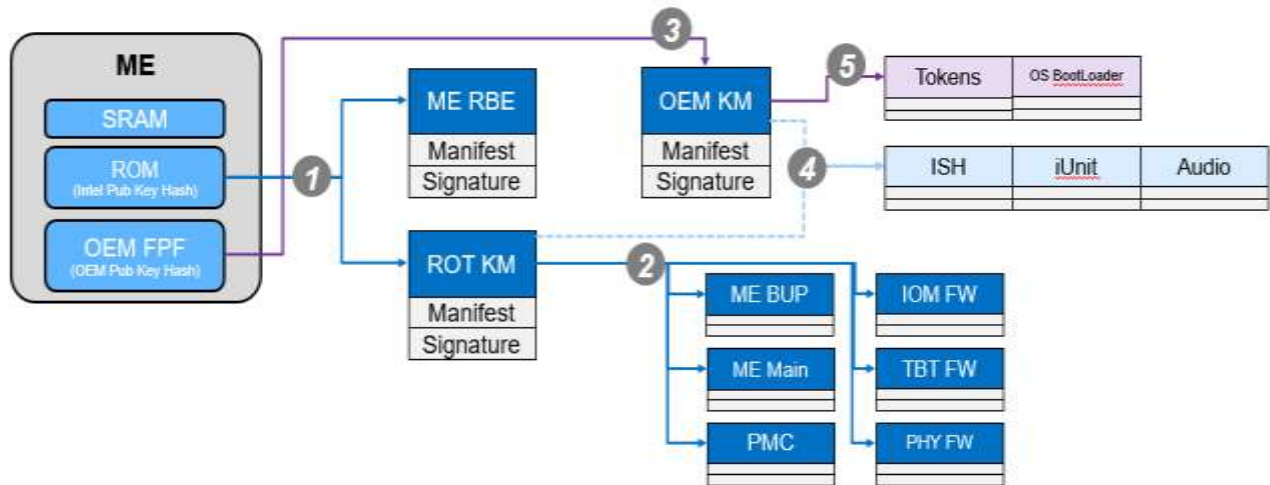 ME
SRAM
ROM
(Intel Pub Key Hash)
OEM FPF
(OEM Pub Key Hash)
1
ME RBE
Manifest
Signature
ROT KM
Manifest
Signature
3
OEM KM
Manifest
Signature
5
Tokens
OS BootLoader
4
ISH
iUnit
Audio
2
ME BUP
IOM FW
ME Main
TBT FW
PMC
PHY FW